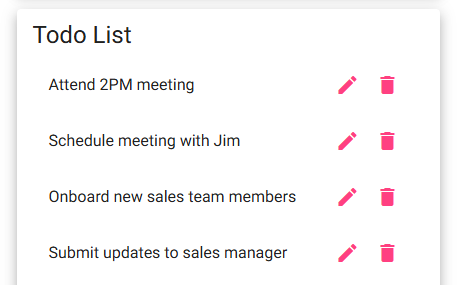 Todo List
Attend 2PM meeting
Schedule meeting with Jim
Onboard new sales team members
Submit updates to sales manager